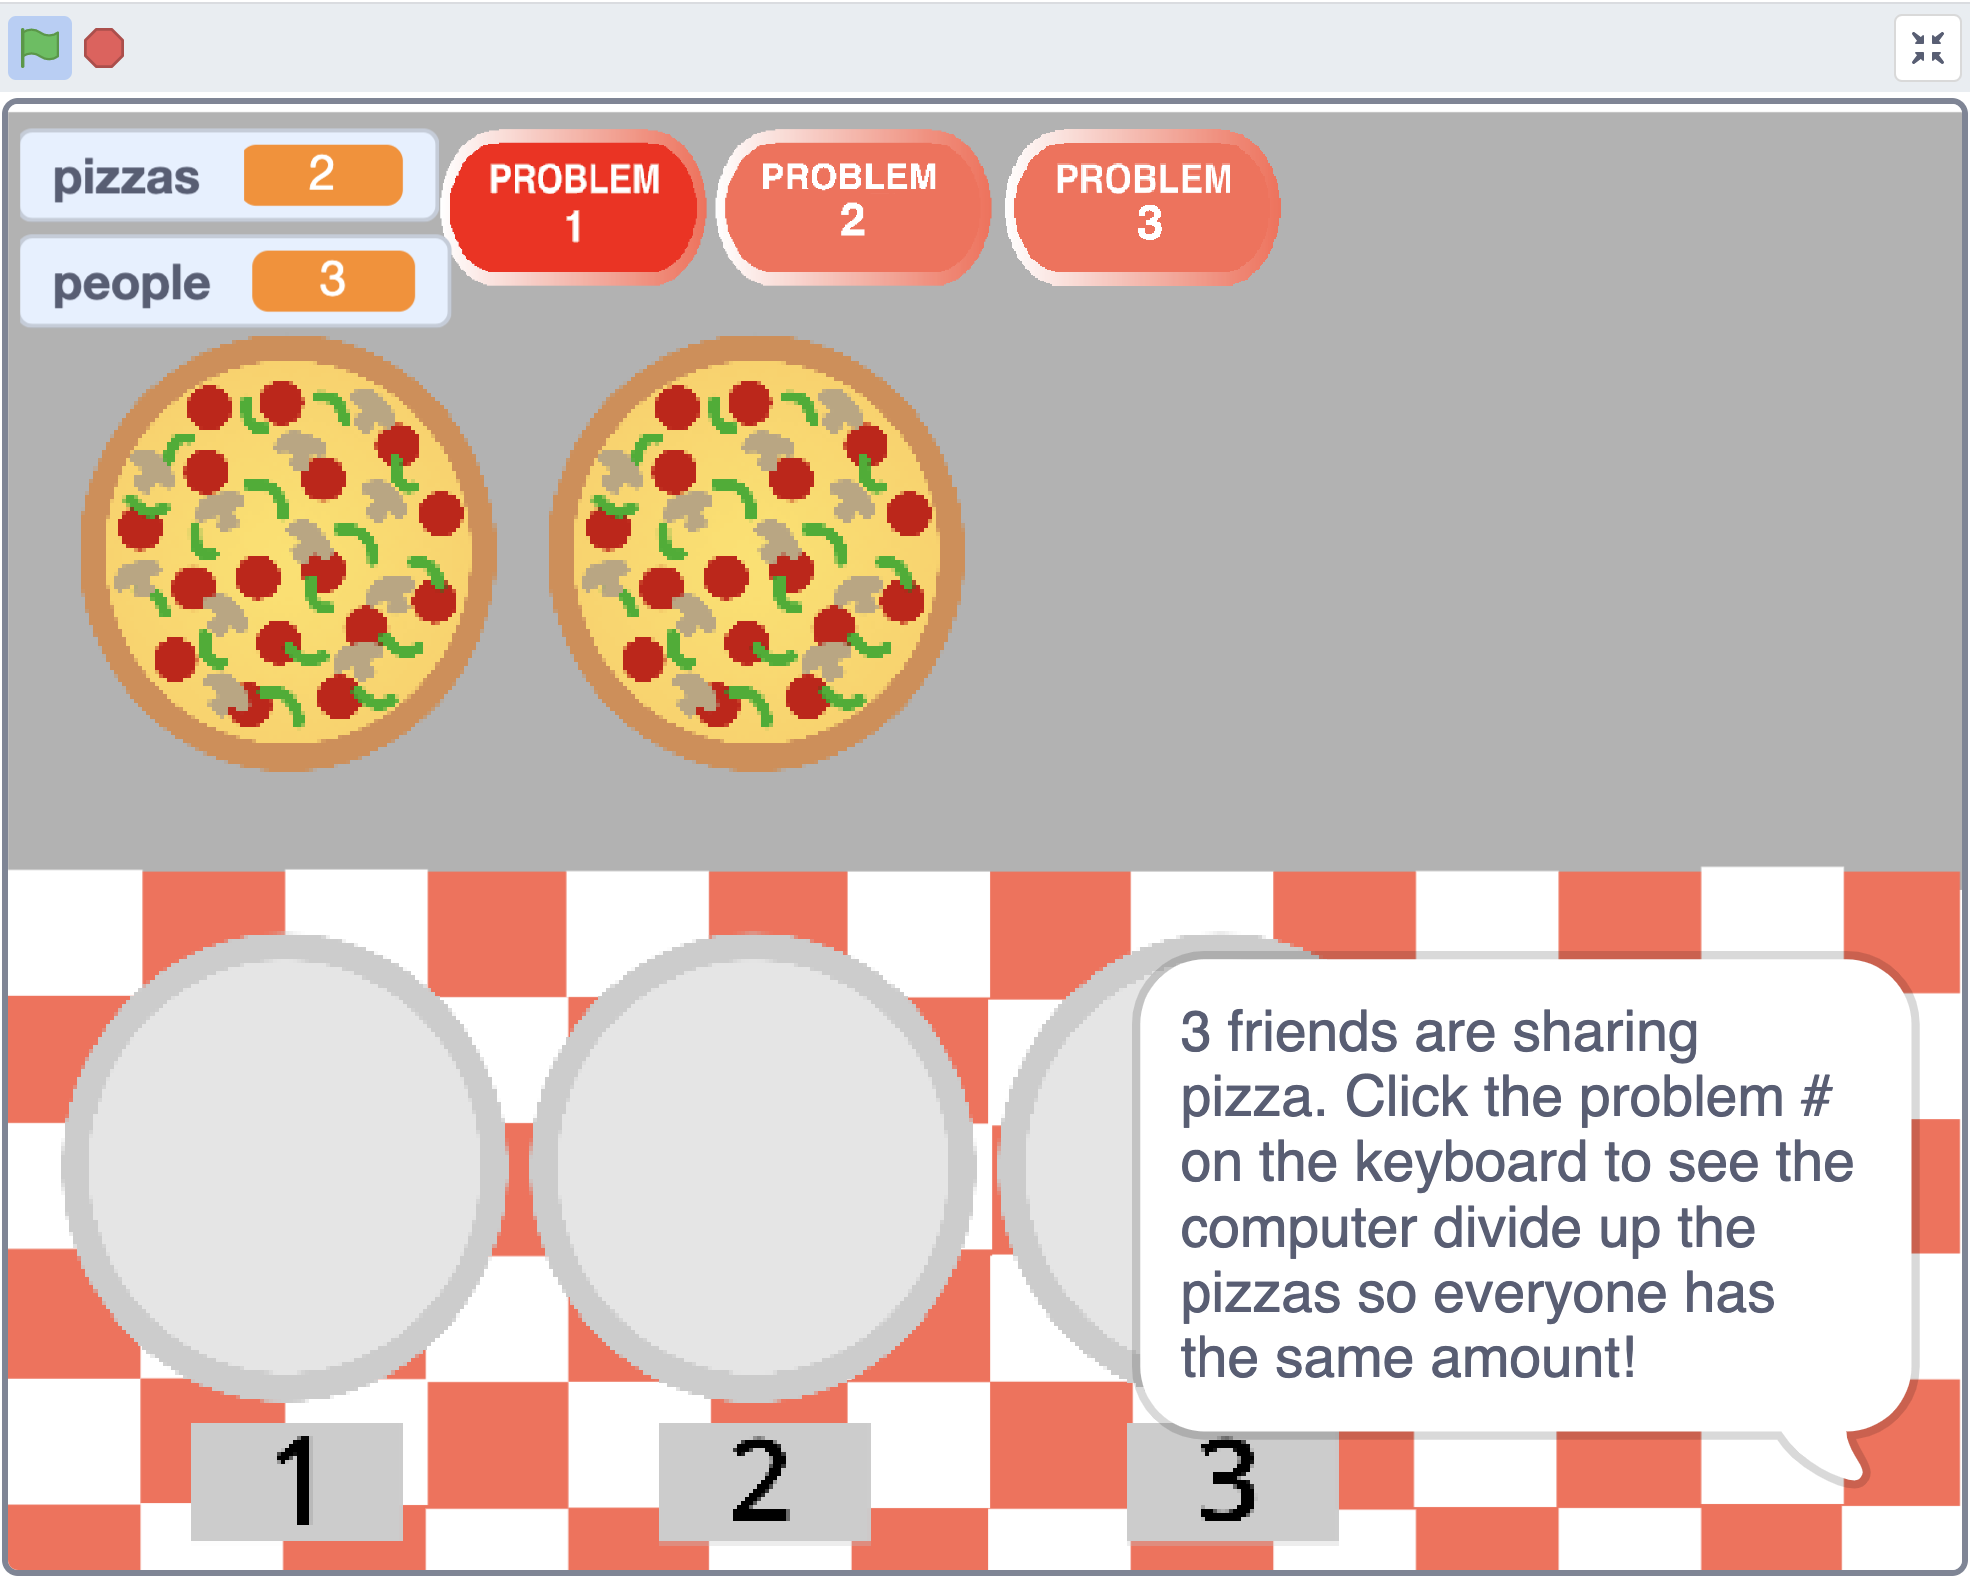 pizzas 2
people 3
PROBLEM
1
PROBLEM
2
PROBLEM
3
3 friends are sharing
pizza. Click the problem #
on the keyboard to see the
computer divide up the
pizzas so everyone has
the same amount!
1
2
3